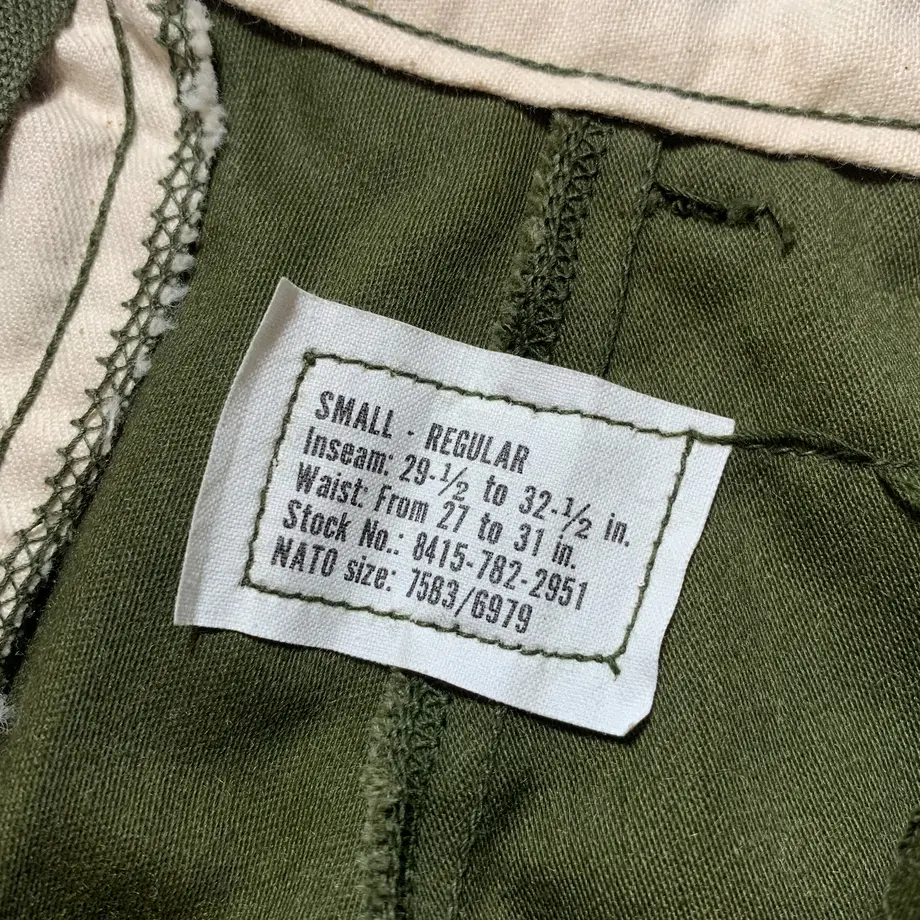 SMALL - REGULAR
Inseam: 29-1/2 to 32-1/2 in.
Waist: From 27 to 31 in.
Stock No.: 8415-782-2951
NATO size: 7583/6979